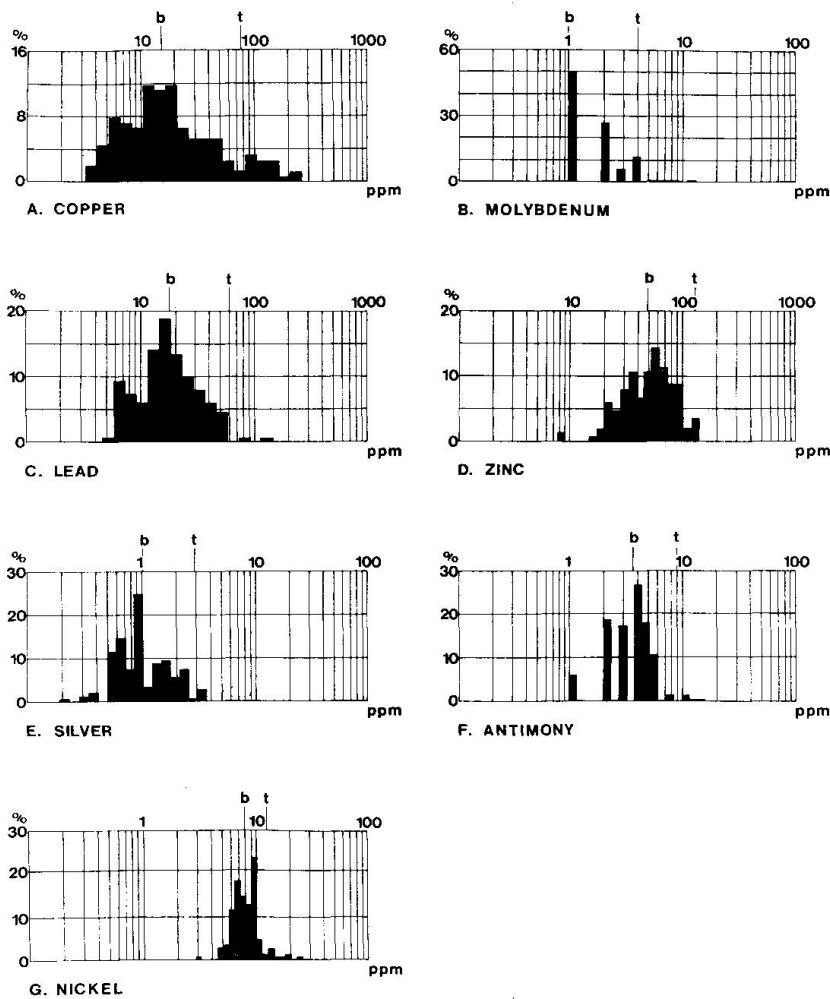 b t
% 10 100 1000
16
8
0
ppm
A. COPPER
b t
% 1 10 100
60
30
0
ppm
B. MOLYBDENUM
b t
% 10 100 1000
20
10
0
ppm
C. LEAD
b t
% 10 100 1000
20
10
0
ppm
D. ZINC
b t
% 1 10 100
30
20
10
0
ppm
E. SILVER
b t
% 1 10 100
30
20
10
0
ppm
F. ANTIMONY
b t
% 1 10 100
30
20
10
0
ppm
G. NICKEL